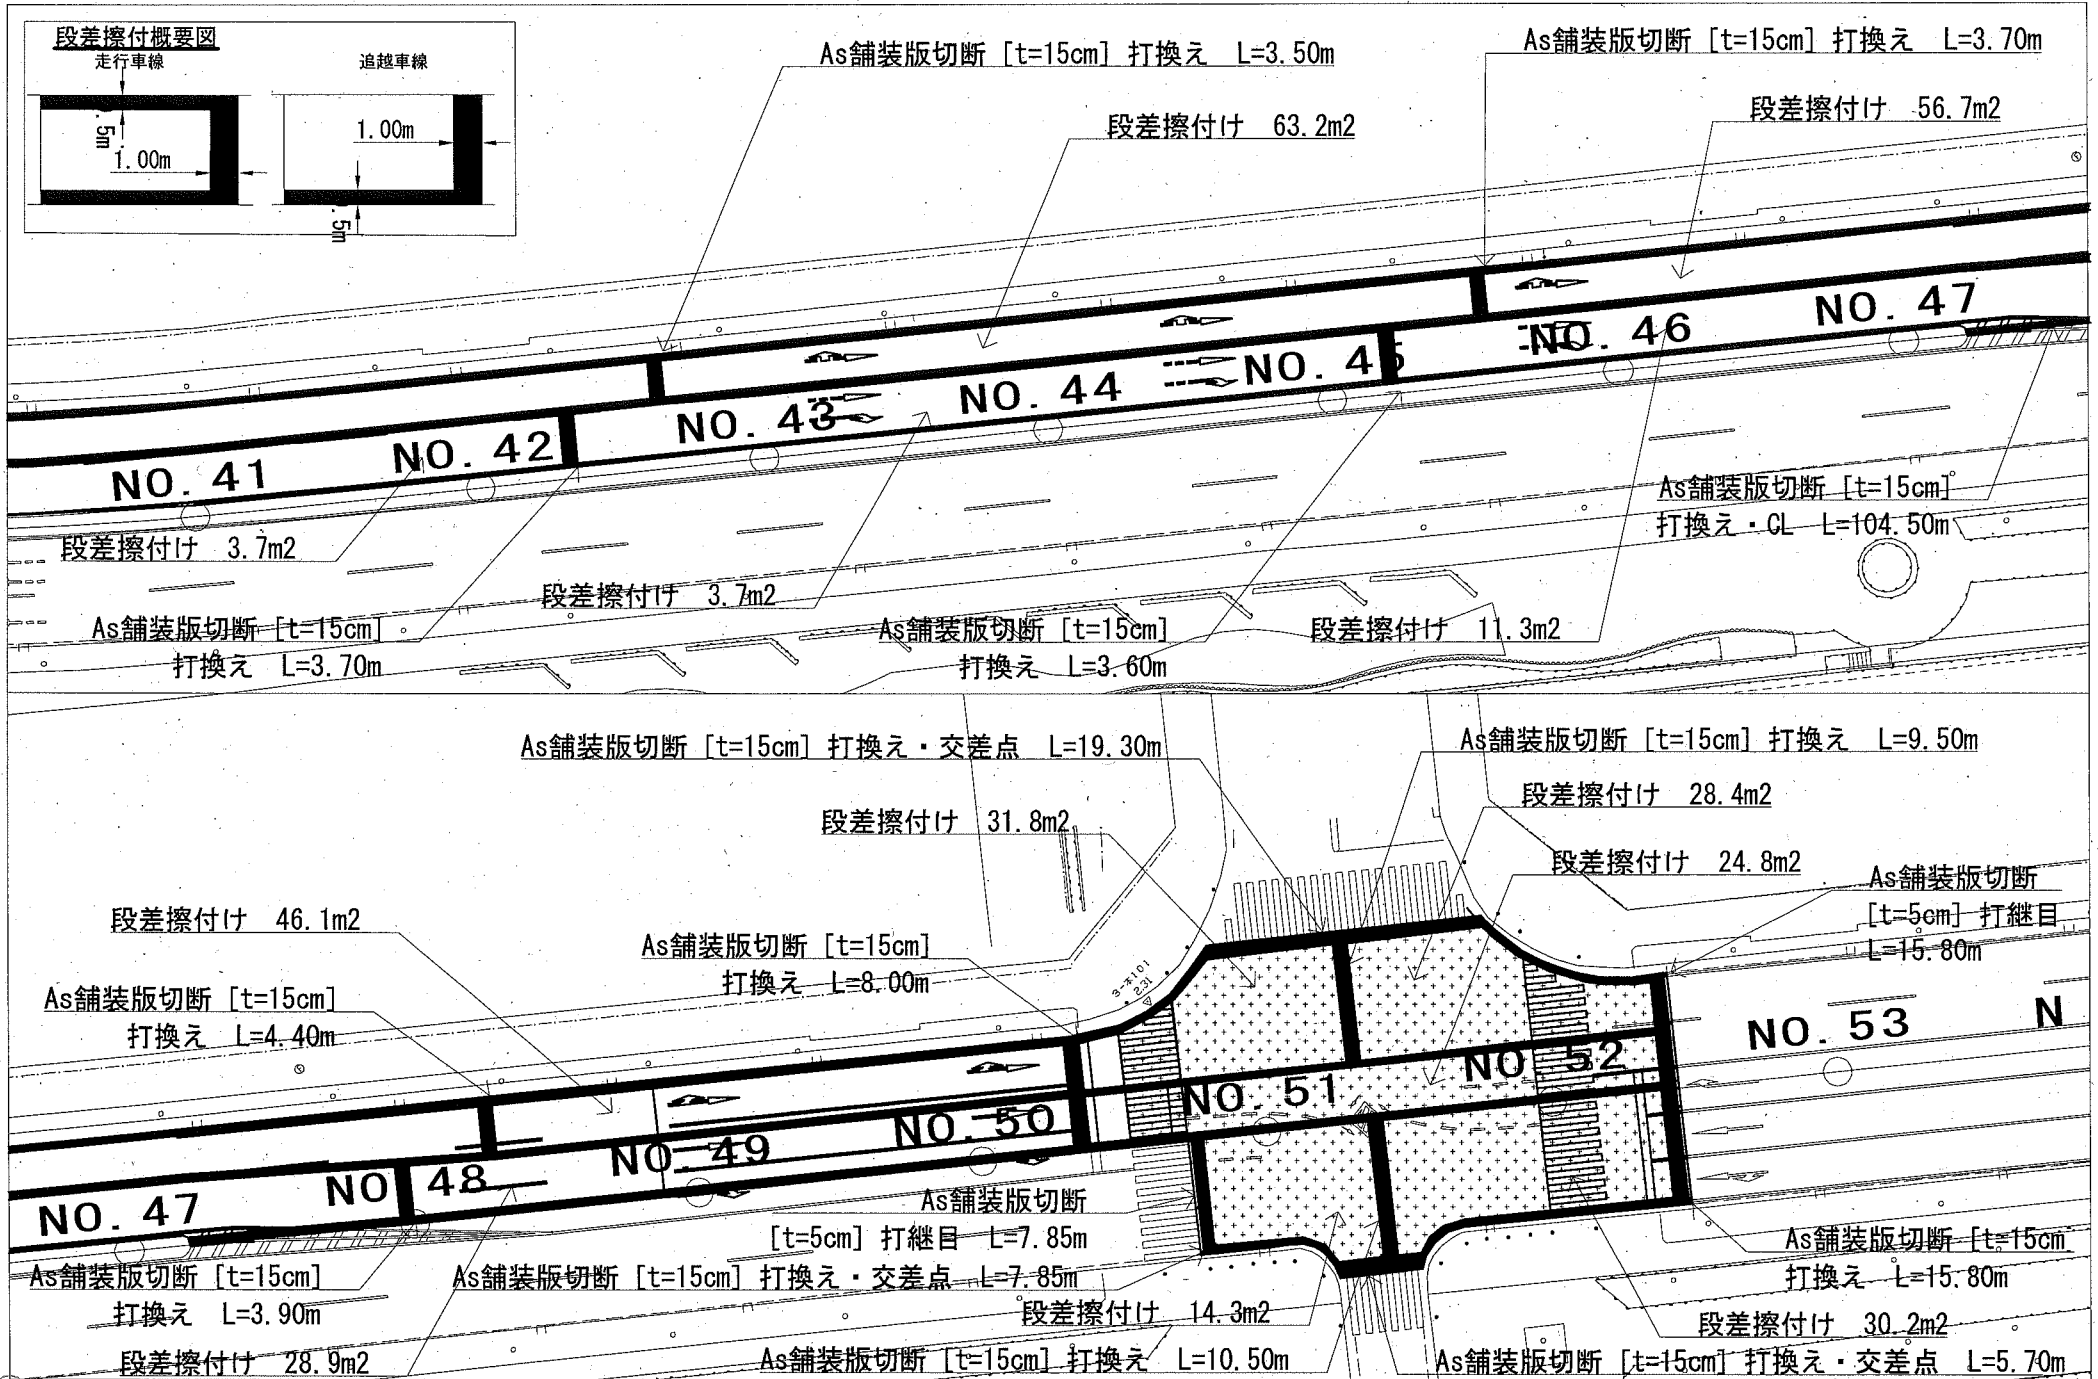 段差擦付概要図
走行車線
追越車線
.5m
1.00m
1.00m
.5m
As舗装版切断 [t=15cm] 打換え L=3.50m
As舗装版切断 [t=15cm] 打換え L=3.70m
段差擦付け 63.2m2
段差擦付け 56.7m2
NO. 41
NO. 42
NO. 43
NO. 44
NO. 45
NO. 46
NO. 47
As舗装版切断 [t=15cm]
打換え・CL L=104.50m
段差擦付け 3.7m2
段差擦付け 3.7m2
As舗装版切断 [t=15cm]
打換え L=3.70m
As舗装版切断 [t=15cm]
打換え L=3.60m
段差擦付け 11.3m2
As舗装版切断 [t=15cm] 打換え・交差点 L=19.30m
As舗装版切断 [t=15cm] 打換え L=9.50m
段差擦付け 31.8m2
段差擦付け 28.4m2
段差擦付け 24.8m2
As舗装版切断
[t=5cm] 打継目
L=15.80m
段差擦付け 46.1m2
As舗装版切断 [t=15cm]
打換え L=8.00m
As舗装版切断 [t=15cm]
打換え L=4.40m
NO. 47
NO 48
NO. 49
NO. 50
NO. 51
NO 52
NO. 53
N
As舗装版切断
[t=5cm] 打継目 L=7.85m
As舗装版切断 [t=15cm]
打換え L=3.90m
As舗装版切断 [t=15cm] 打換え・交差点 L=7.85m
As舗装版切断 [t=15cm
打換え L=15.80m
段差擦付け 14.3m2
段差擦付け 30.2m2
段差擦付け 28.9m2
As舗装版切断 [t=15cm] 打換え L=10.50m
As舗装版切断 [t=15cm] 打換え・交差点 L=5.70m